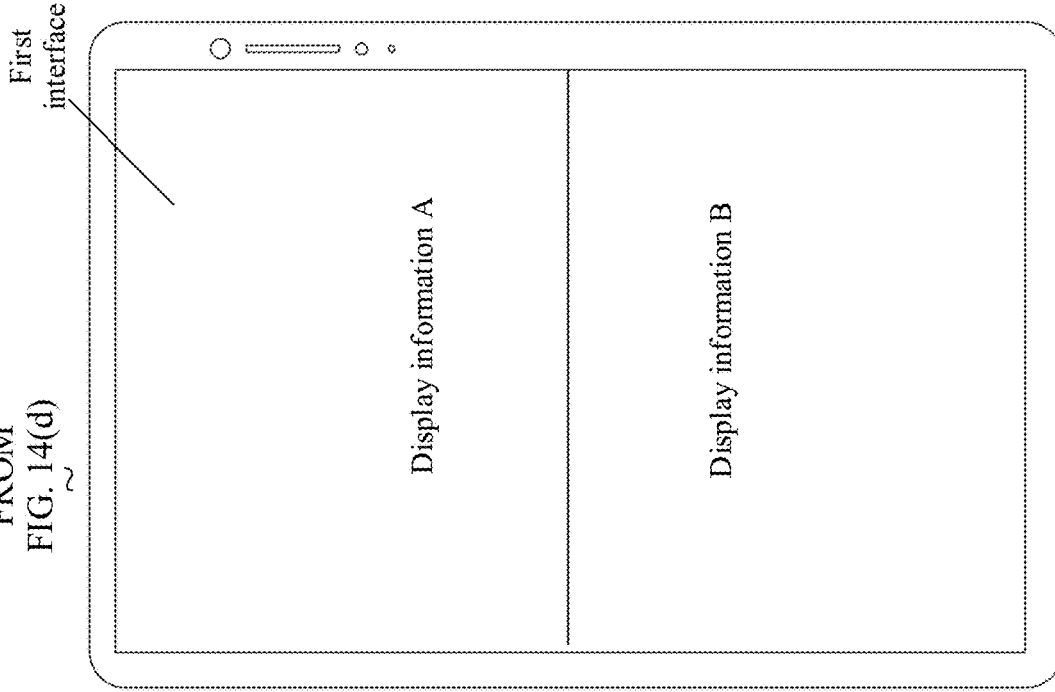 FROM
FIG. 14(d)
~
First
interface
Display information A
Display information B